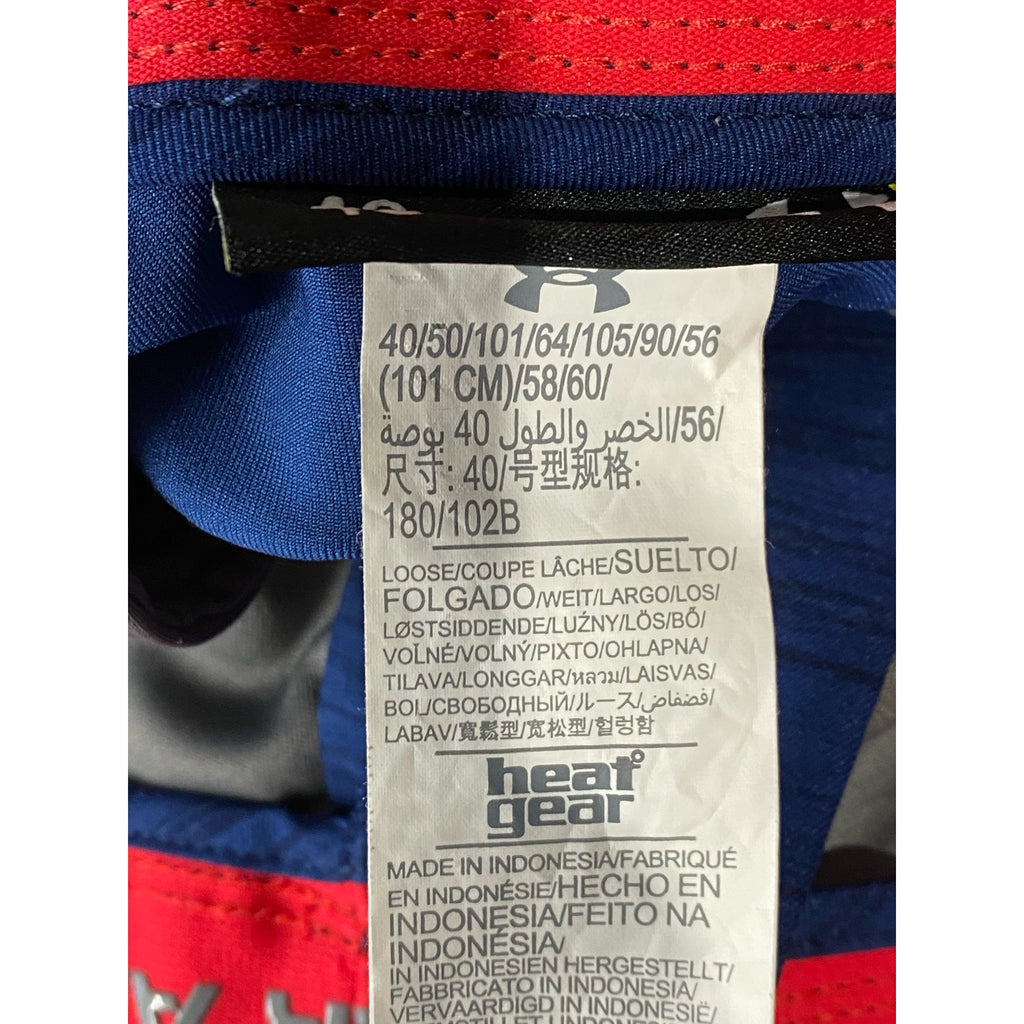 40/50/101/64/105/90/56
(101 CM)/58/60/
الخصر والطول 40 بوصة/56/
尺寸: 40/号型规格:
180/102B
LOOSE/COUPE LÂCHE/SUELTO/
FOLGADO/WEIT/LARGO/LOS/
LØSTSIDDENDE/LUŹNY/LÖS/BŐ/
VOĽNÉ/VOLNÝ/PIXTO/OHLAPNA/
TILAVA/LONGGAR/หลวม/LAISVAS/
BOL/СВОБОДНЫЙ/ルース/فضفاض/
LABAV/寬鬆型/宽松型/헐렁함
heat
gear
MADE IN INDONESIA/FABRIQUÉ
EN INDONÉSIE/HECHO EN
INDONESIA/FEITO NA
INDONÉSIA/
IN INDONESIEN HERGESTELLT/
FABBRICATO IN INDONESIA/
VERVAARDIGD IN INDONESIË/